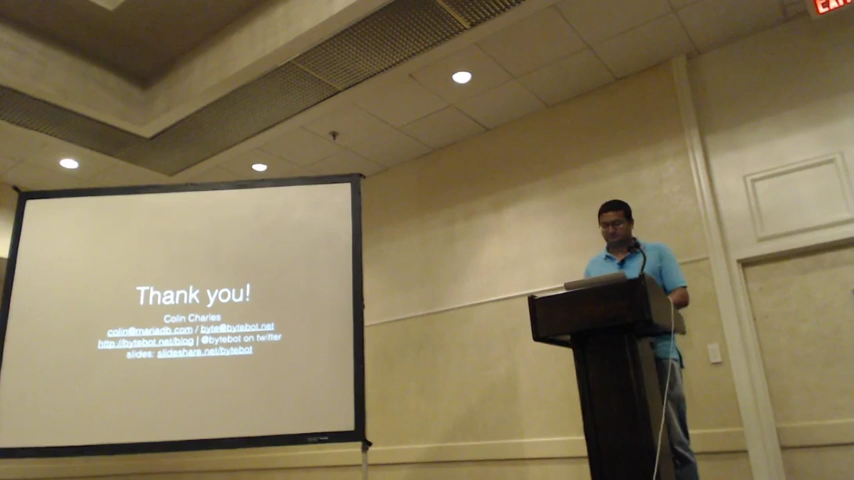 EXIT
Thank you!
Colin Charles
colin@mariadb.com / byte@bytebot.net
http://bytebot.net/blog | @bytebot on twitter
slides: slideshare.net/bytebot